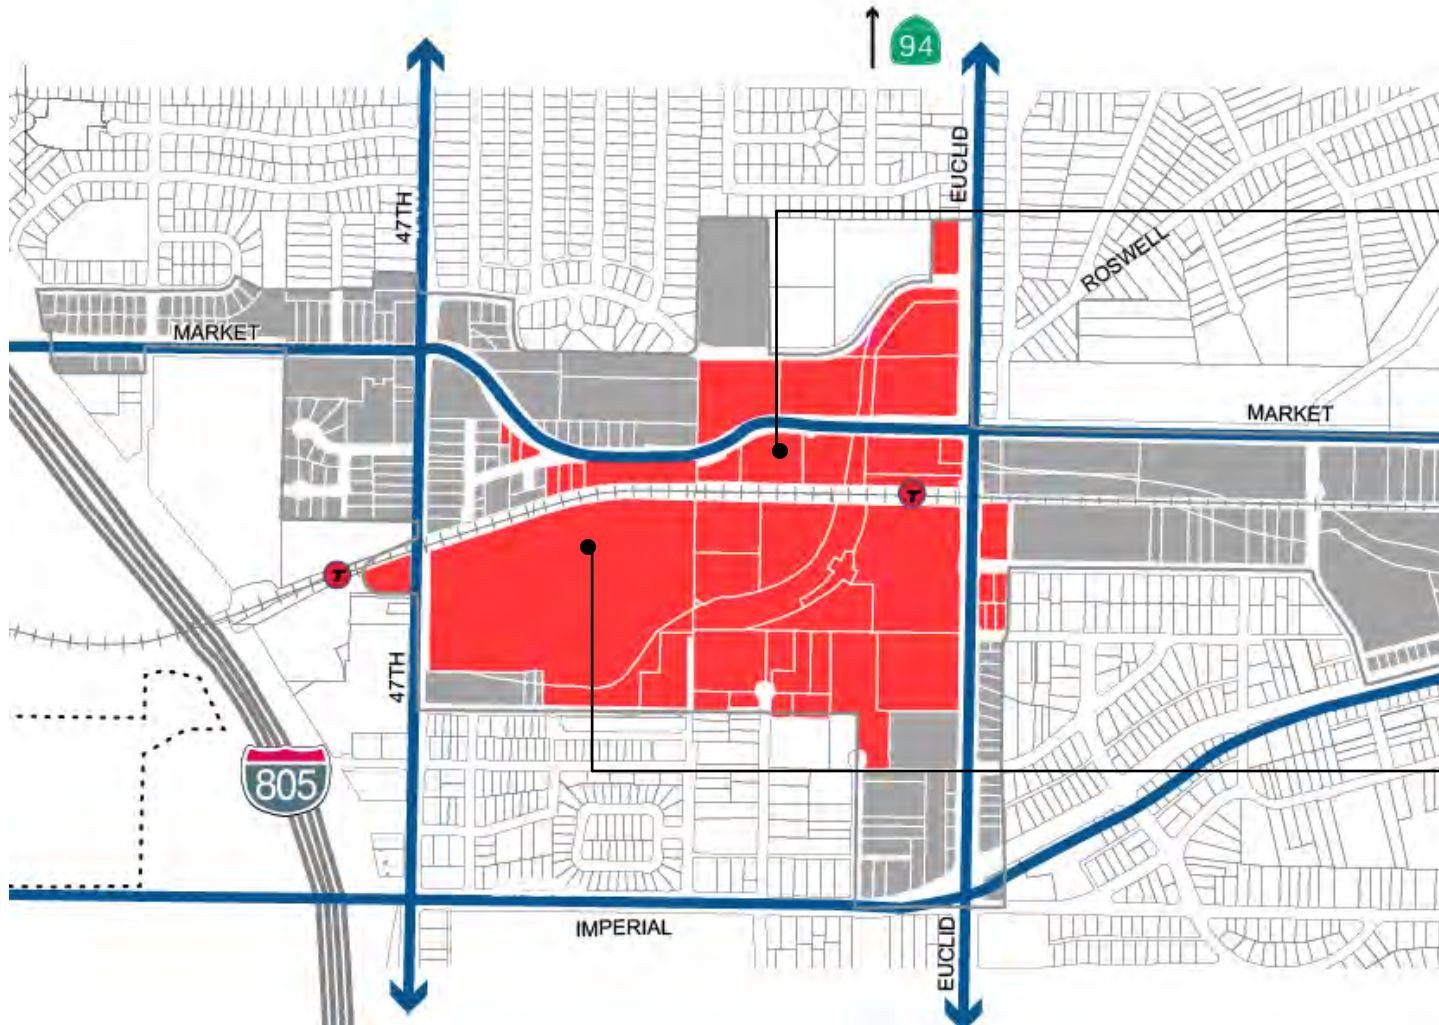 94
EUCLID
47TH
ROSWELL
MARKET
MARKET
T
T
47TH
805
IMPERIAL
EUCLID